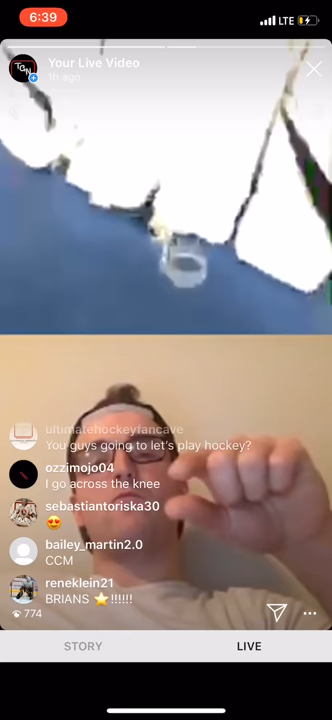 6:39
LTE
TGN
Your Live Video
1h ago
ultimatehockeyfancave
You guys going to let's play hockey?
ozzimojo04
I go across the knee
sebastiantoriska30
😍
bailey_martin2.0
CCM
reneklein21
BRIANS ⭐!!!!!!
774
STORY
LIVE